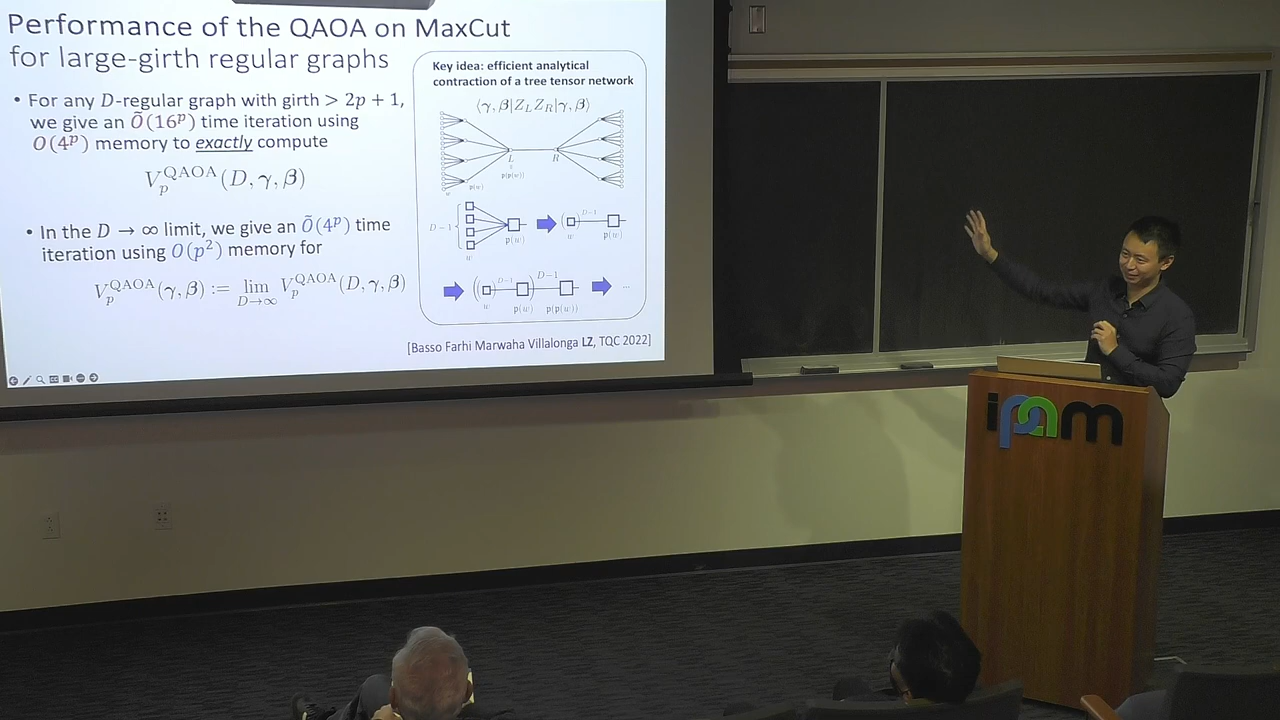 Performance of the QAOA on MaxCut
for large-girth regular graphs
• For any D-regular graph with girth > 2p + 1,
we give an Õ(16^p) time iteration using
O(4^p) memory to exactly compute
V_p^QAOA(D, γ, β)
• In the D → ∞ limit, we give an Õ(4^p) time
iteration using O(p²) memory for
V_p^QAOA(γ, β) := lim_{D→∞} V_p^QAOA(D, γ, β)
Key idea: efficient analytical
contraction of a tree tensor network
⟨γ, β|Z_L Z_R|γ, β⟩
L R
p(p(w))
w p(w)
D − 1
w p(w)
D−1
w p(w)
D−1 D−1
w p(w) p(p(w))
...
[Basso Farhi Marwaha Villalonga LZ, TQC 2022]
ipam